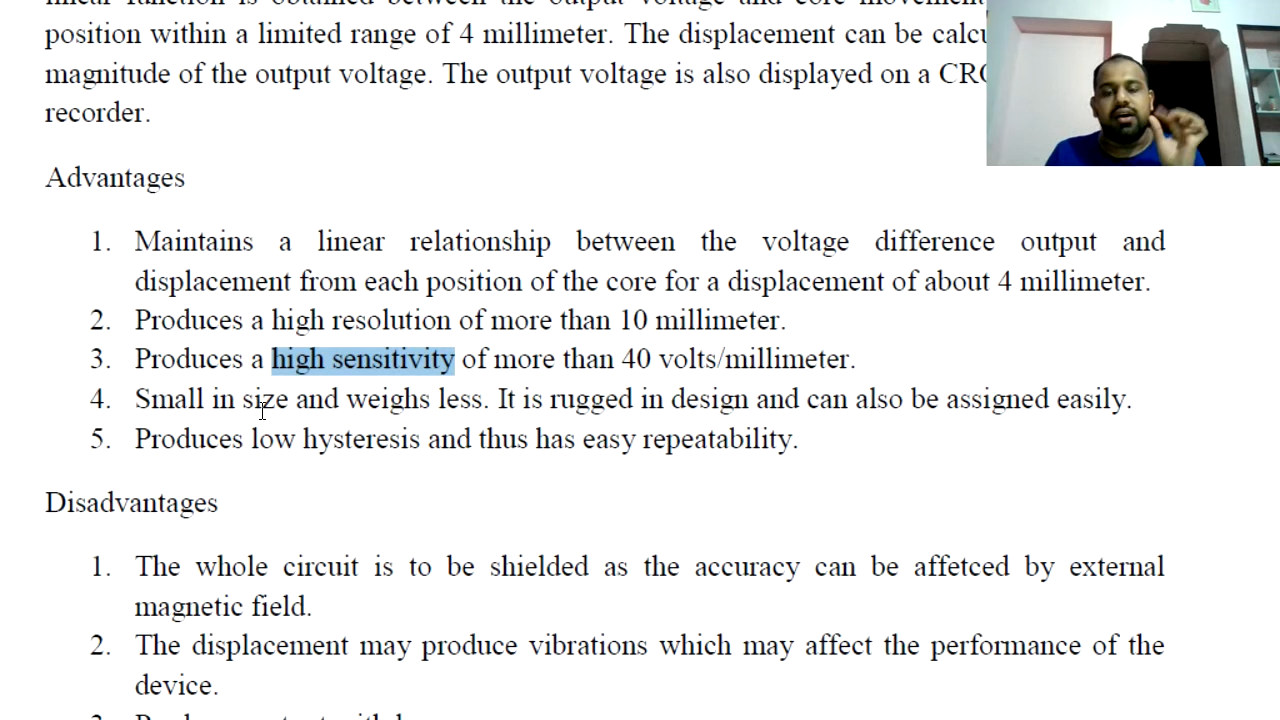 position within a limited range of 4 millimeter. The displacement can be
magnitude of the output voltage. The output voltage is also displayed on a
recorder.
Advantages
1. Maintains a linear relationship between the voltage difference output and
displacement from each position of the core for a displacement of about 4 millimeter.
2. Produces a high resolution of more than 10 millimeter.
3. Produces a high sensitivity of more than 40 volts/millimeter.
4. Small in size and weighs less. It is rugged in design and can also be assigned easily.
5. Produces low hysteresis and thus has easy repeatability.
Disadvantages
1. The whole circuit is to be shielded as the accuracy can be affetced by external
magnetic field.
2. The displacement may produce vibrations which may affect the performance of the
device.